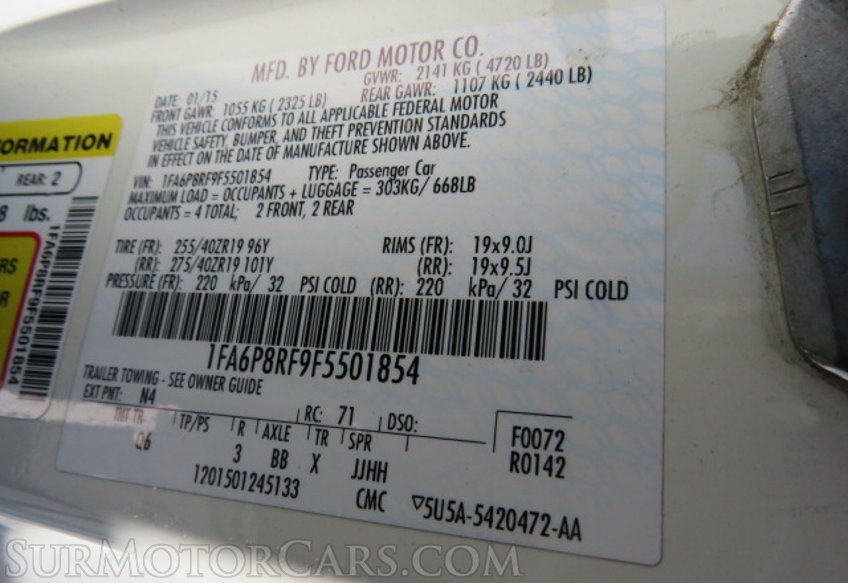 MFD. BY FORD MOTOR CO.
DATE: 01/15 GVWR: 2141 KG ( 4720 LB)
FRONT GAWR: 1055 KG ( 2325 LB) REAR GAWR: 1107 KG ( 2440 LB)
THIS VEHICLE CONFORMS TO ALL APPLICABLE FEDERAL MOTOR
VEHICLE SAFETY, BUMPER, AND THEFT PREVENTION STANDARDS
IN EFFECT ON THE DATE OF MANUFACTURE SHOWN ABOVE.
VIN: 1FA6P8RF9F5501854 TYPE: Passenger Car
MAXIMUM LOAD = OCCUPANTS + LUGGAGE = 303KG/ 668LB
OCCUPANTS = 4 TOTAL; 2 FRONT, 2 REAR
TIRE (FR): 255/40ZR19 96Y RIMS (FR): 19x9.0J
(RR): 275/40ZR19 101Y (RR): 19x9.5J
PRESSURE (FR): 220 kPa/ 32 PSI COLD (RR): 220 kPa/ 32 PSI COLD
1FA6P8RF9F5501854
TRAILER TOWING - SEE OWNER GUIDE
EXT PNT: N4 RC: 71 DSO:
INT TR TP/PS R AXLE TR SPR F0072
Q6 3 BB X JJHH R0142
1201501245133 CMC ▽5U5A-5420472-AA
ORMATION
REAR: 2
8 lbs.
1FA6P8RF9F5501854
RS
R
SurMotorCars.com